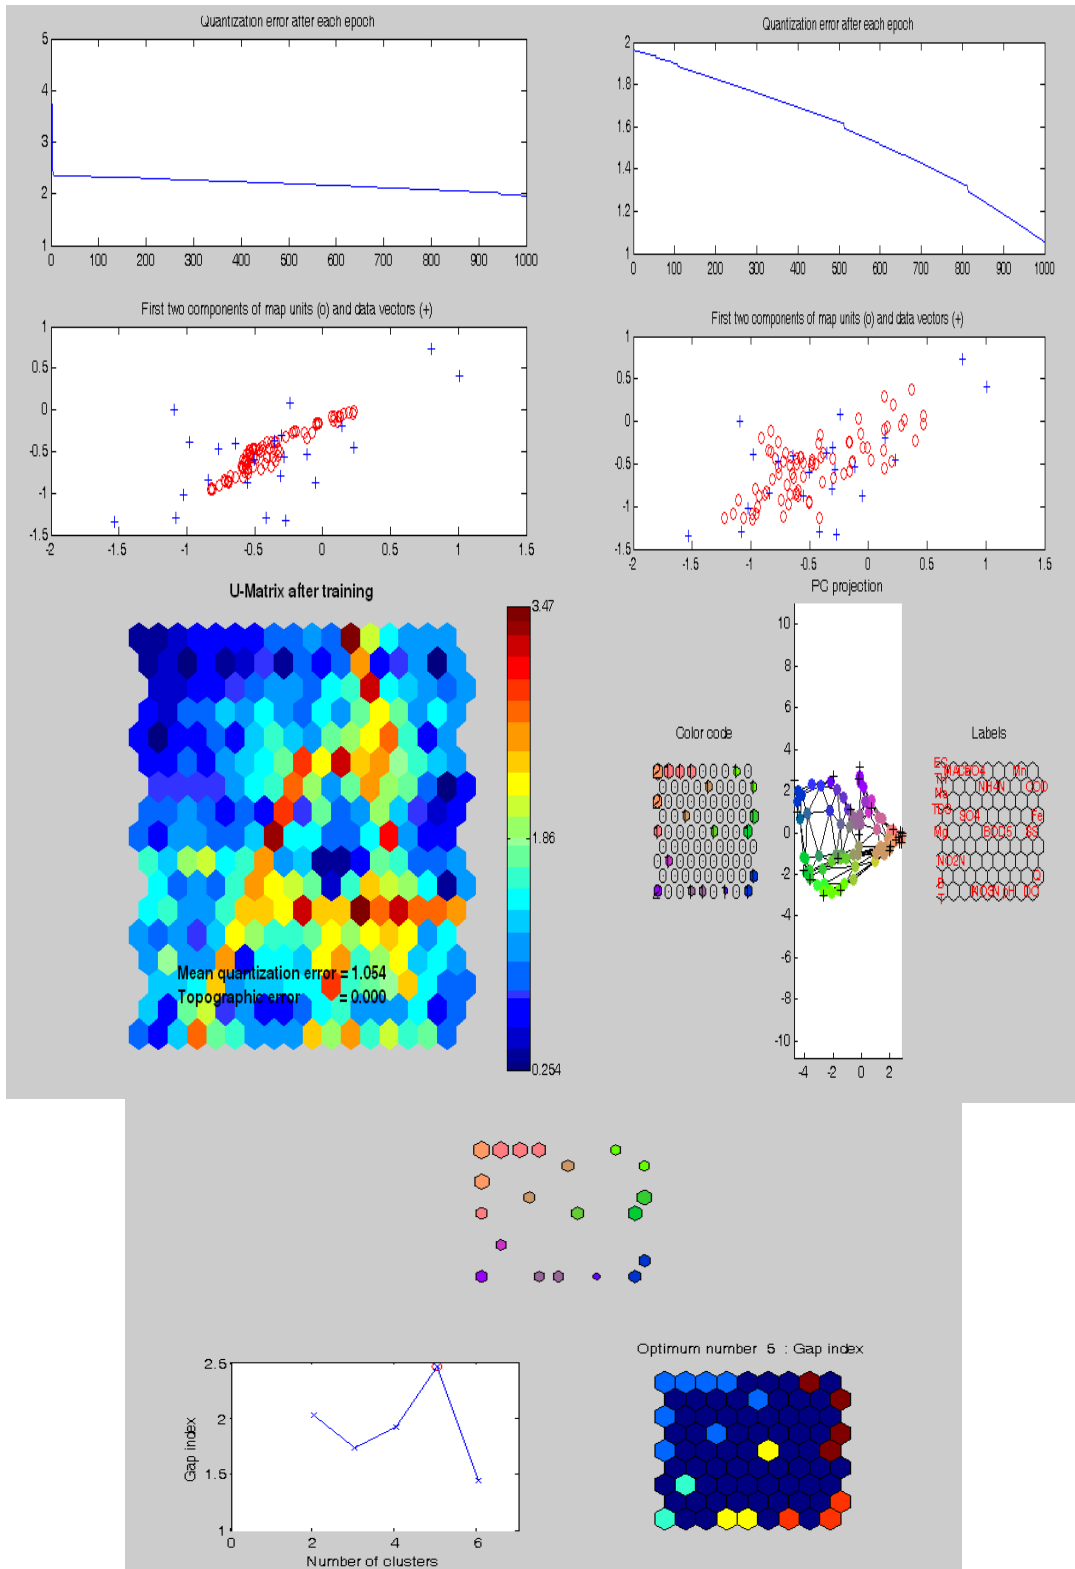 Quantization error after each epoch
5
4
3
2
1
0 100 200 300 400 500 600 700 800 900 1000
Quantization error after each epoch
2
1.8
1.6
1.4
1.2
1
0 100 200 300 400 500 600 700 800 900 1000
First two components of map units (o) and data vectors (+)
1
0.5
0
-0.5
-1
-1.5
-2 -1.5 -1 -0.5 0 0.5 1 1.5
First two components of map units (o) and data vectors (+)
1
0.5
0
-0.5
-1
-1.5
-2 -1.5 -1 -0.5 0 0.5 1 1.5
U-Matrix after training
3.47
1.86
0.254
Mean quantization error = 1.054
Topographic error = 0.000
PC projection
10
8
6
4
2
0
-2
-4
-6
-8
-10
-4 -2 0 2
Color code
Labels
Mn
NH4N COD
Na
TDS
SO4 Fe
Mg BOD5 SS
NO2N
Q
pH DO
2.5
2
1.5
1
0 2 4 6
Gap index
Number of clusters
Optimum number 5 : Gap index